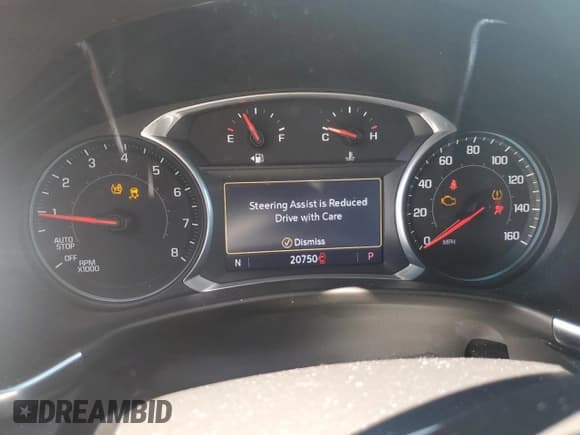 1 2 3 4 5 6 7 8
AUTO
STOP
OFF
RPM
X1000
E F
C H
Steering Assist is Reduced
Drive with Care
Dismiss
N 20750 P
0 20 40 60 80 100 120 140 160
MPH
DREAMBID